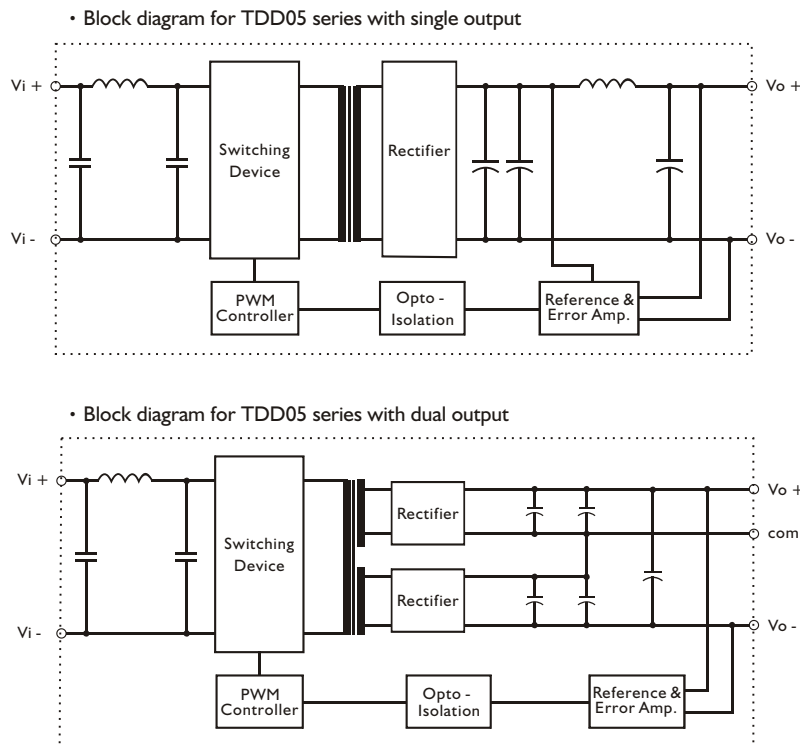 • Block diagram for TDD05 series with single output
Vi +
Vo +
Switching
Device
Rectifier
Vi -
Vo -
PWM
Controller
Opto -
Isolation
Reference &
Error Amp.
• Block diagram for TDD05 series with dual output
Vi +
Vo +
Rectifier
com
Switching
Device
Rectifier
Vi -
Vo -
PWM
Controller
Opto -
Isolation
Reference &
Error Amp.